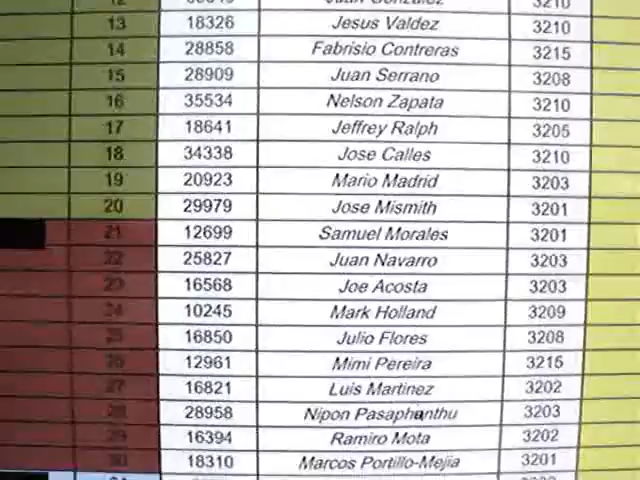 13 18326 Jesus Valdez 3210
14 28858 Fabrisio Contreras 3215
15 28909 Juan Serrano 3208
16 35534 Nelson Zapata 3210
17 18641 Jeffrey Ralph 3205
18 34338 Jose Calles 3210
19 20923 Mario Madrid 3203
20 29979 Jose Mismith 3201
21 12699 Samuel Morales 3201
22 25827 Juan Navarro 3203
23 16568 Joe Acosta 3203
24 10245 Mark Holland 3209
25 16850 Julio Flores 3208
26 12961 Mimi Pereira 3215
27 16821 Luis Martinez 3202
28 28958 Nipon Pasaphanthu 3203
29 16394 Ramiro Mota 3202
30 18310 Marcos Portillo-Mejia 3201